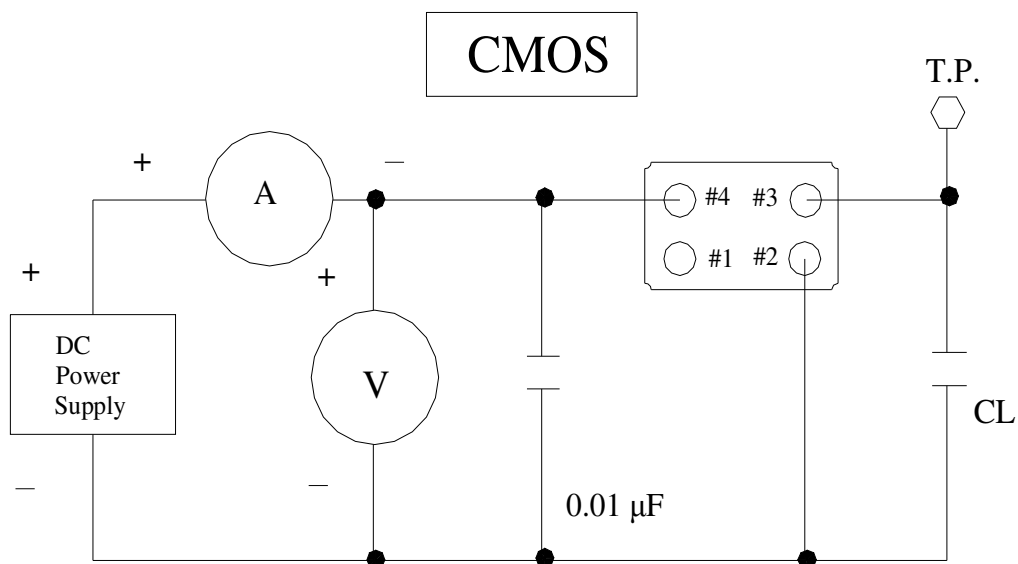 CMOS
T.P.
+
A
–
#4 #3
#1 #2
+
+
DC
Power
Supply
V
CL
–
–
0.01 µF